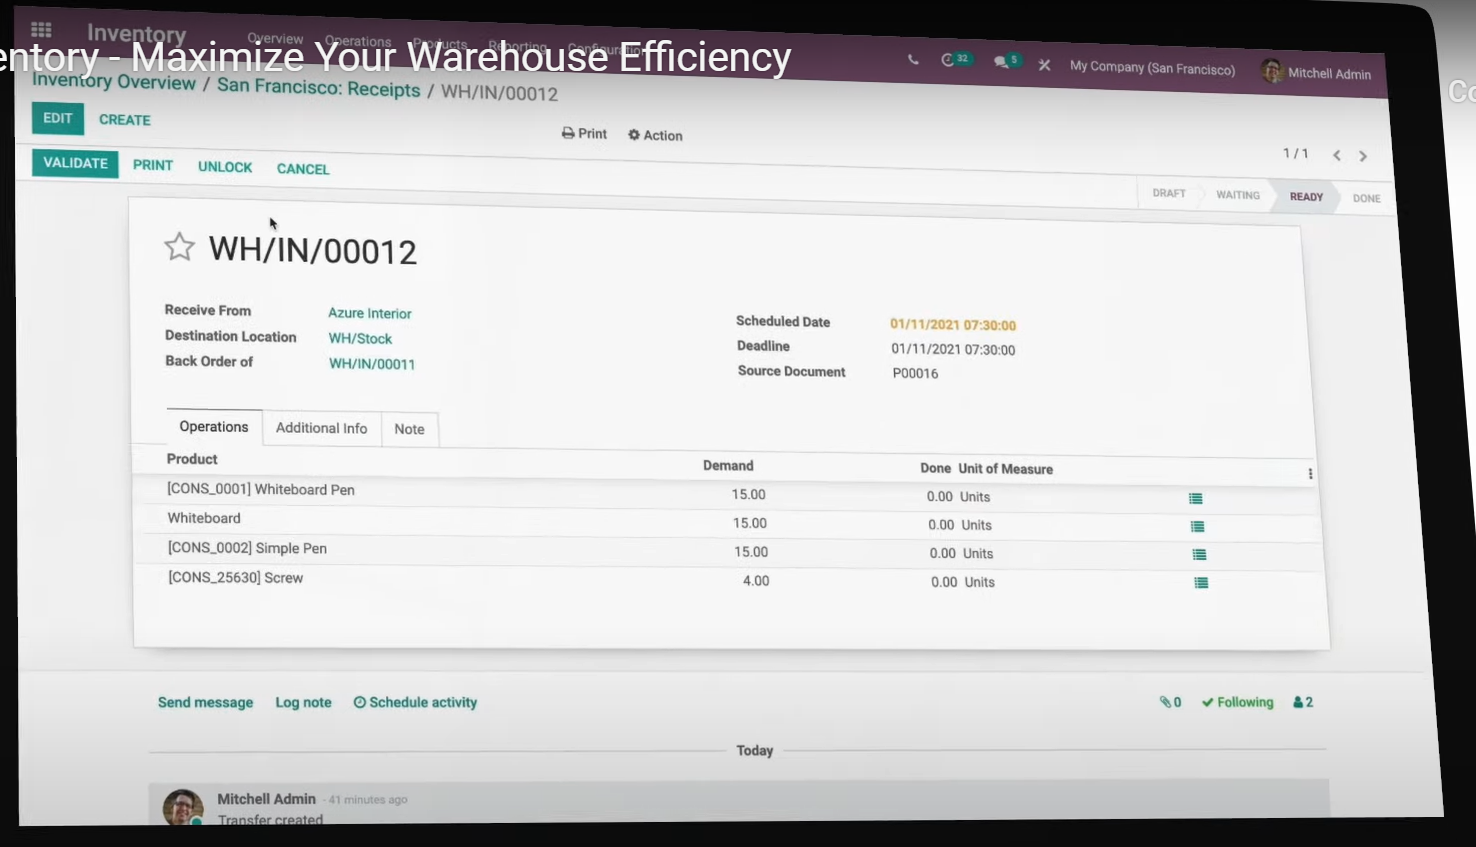 Inventory
Overview Operations Products Reporting
32 5 My Company (San Francisco) Mitchell Admin
entory - Maximize Your Warehouse Efficiency
Inventory Overview / San Francisco: Receipts / WH/IN/00012
EDIT CREATE
Print Action
1 / 1
VALIDATE PRINT UNLOCK CANCEL
DRAFT WAITING READY DONE
WH/IN/00012
Receive From Azure Interior
Destination Location WH/Stock
Back Order of WH/IN/00011
Scheduled Date 01/11/2021 07:30:00
Deadline 01/11/2021 07:30:00
Source Document P00016
Operations Additional Info Note
Product Demand Done Unit of Measure
[CONS_0001] Whiteboard Pen 15.00 0.00 Units
Whiteboard 15.00 0.00 Units
[CONS_0002] Simple Pen 15.00 0.00 Units
[CONS_25630] Screw 4.00 0.00 Units
Send message Log note Schedule activity
0 Following 2
Today
Mitchell Admin - 41 minutes ago
Transfer created